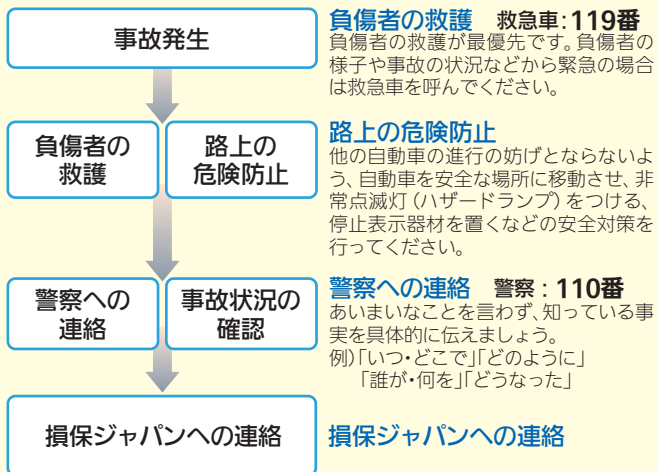 事故発生
負傷者の救護 救急車：119番
負傷者の救護が最優先です。負傷者の
様子や事故の状況などから緊急の場合
は救急車を呼んでください。
負傷者の
救護
路上の
危険防止
路上の危険防止
他の自動車の進行の妨げとならないよ
う、自動車を安全な場所に移動させ、非
常点滅灯（ハザードランプ）をつける、
停止表示器材を置くなどの安全対策を
行ってください。
警察への
連絡
事故状況の
確認
警察への連絡 警察：110番
あいまいなことを言わず、知っている事
実を具体的に伝えましょう。
例）「いつ・どこで」「どのように」
「誰が・何を」「どうなった」
損保ジャパンへの連絡
損保ジャパンへの連絡